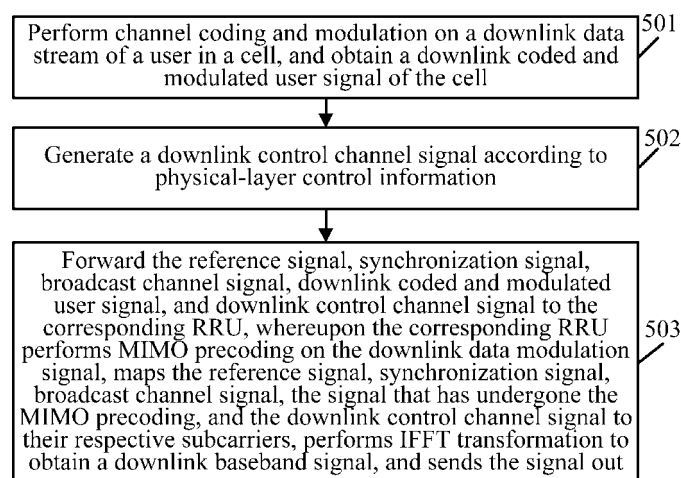 Perform channel coding and modulation on a downlink data
stream of a user in a cell, and obtain a downlink coded and
modulated user signal of the cell
501
Generate a downlink control channel signal according to
physical-layer control information
502
Forward the reference signal, synchronization signal,
broadcast channel signal, downlink coded and modulated
user signal, and downlink control channel signal to the
corresponding RRU, whereupon the corresponding RRU
performs MIMO precoding on the downlink data modulation
signal, maps the reference signal, synchronization signal,
broadcast channel signal, the signal that has undergone the
MIMO precoding, and the downlink control channel signal to
their respective subcarriers, performs IFFT transformation to
obtain a downlink baseband signal, and sends the signal out
503